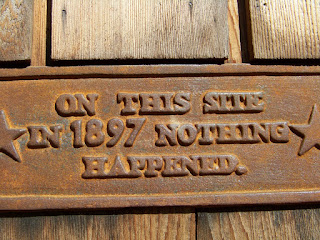 ON THIS SITE
IN 1897 NOTHING
HAPPENED.